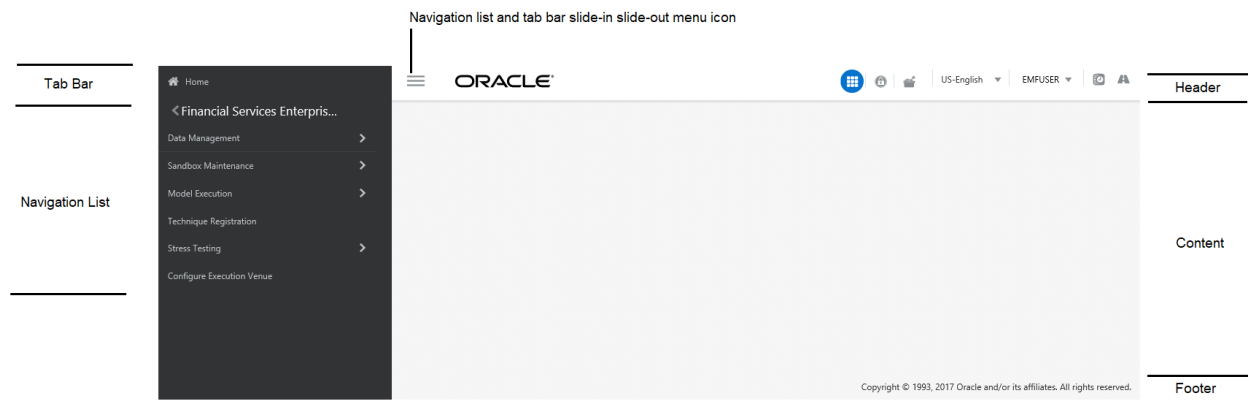 Navigation list and tab bar slide-in slide-out menu icon
Tab Bar
Home
ORACLE
US-English
EMFUSER
Header
Financial Services Enterpris...
Data Management
Sandbox Maintenance
Model Execution
Navigation List
Technique Registration
Stress Testing
Content
Configure Execution Venue
Copyright © 1993, 2017 Oracle and/or its affiliates. All rights reserved.
Footer